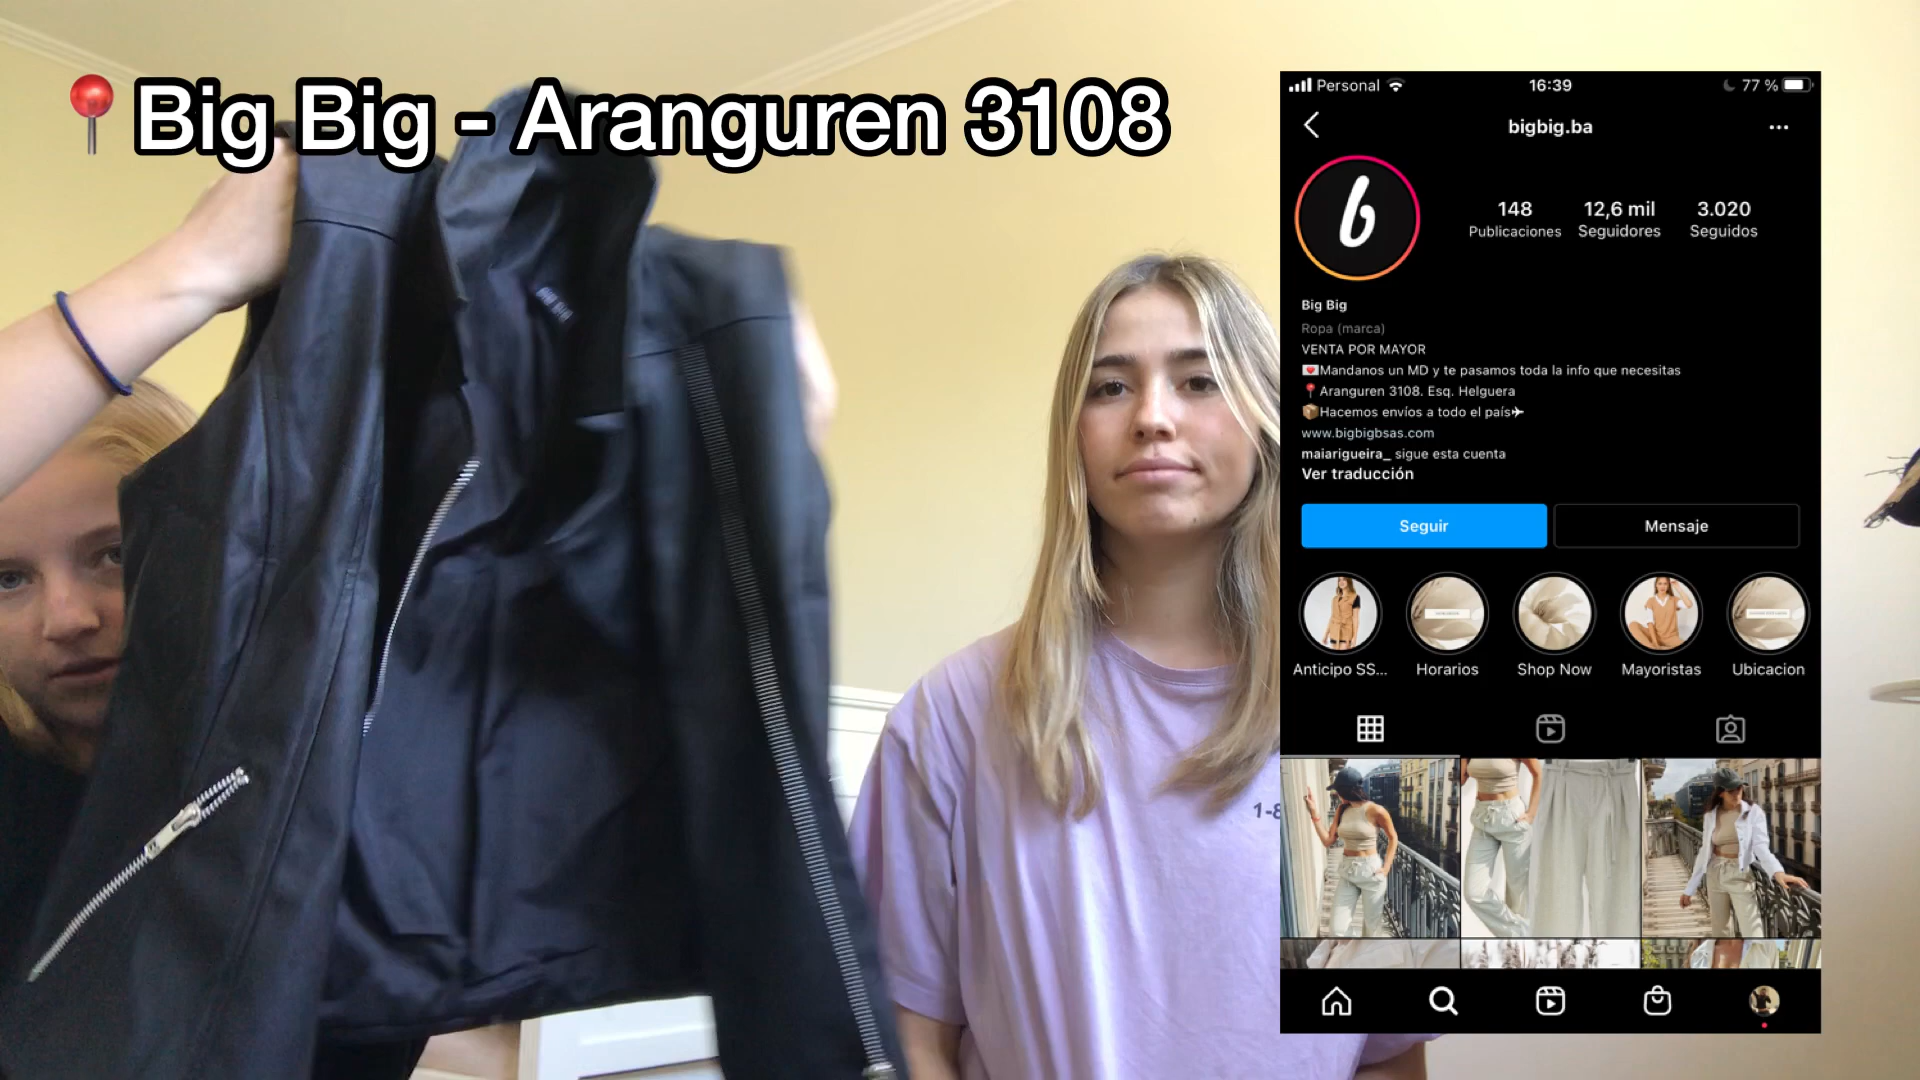 📍Big Big - Aranguren 3108
Personal 16:39 77 %
bigbig.ba
148 12,6 mil 3.020
Publicaciones Seguidores Seguidos
Big Big
Ropa (marca)
VENTA POR MAYOR
💌Mandanos un MD y te pasamos toda la info que necesitas
📍Aranguren 3108. Esq. Helguera
📦Hacemos envíos a todo el país✈
www.bigbigbsas.com
maiarigueira_ sigue esta cuenta
Ver traducción
Seguir Mensaje
Anticipo SS... Horarios Shop Now Mayoristas Ubicacion